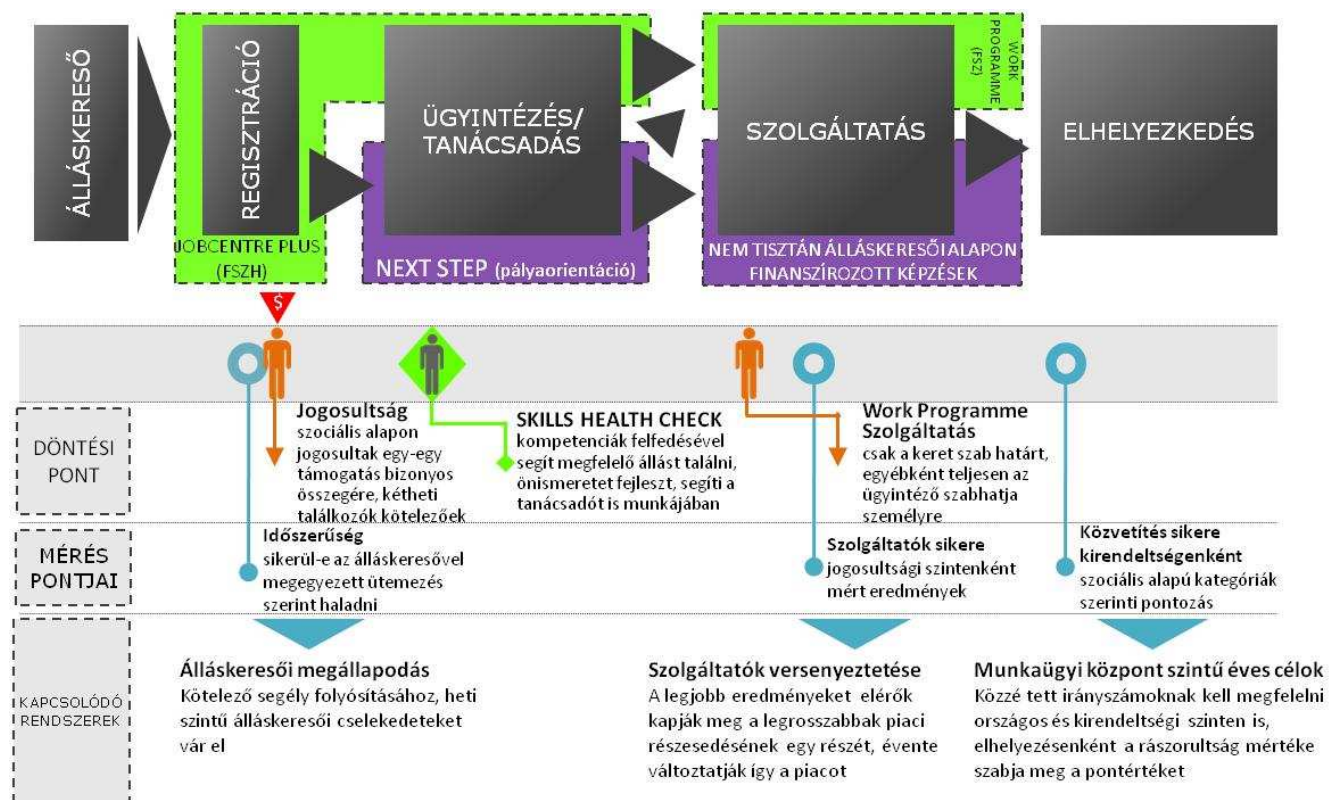 ÁLLÁSKERESŐ
REGISZTRÁCIÓ
ÜGYINTÉZÉS/
TANÁCSADÁS
SZOLGÁLTATÁS
WORK
PROGRAMME
(FSZ)
ELHELYEZKEDÉS
JOBCENTRE PLUS
(FSZH)
NEXT STEP (pályaorientáció)
NEM TISZTÁN ÁLLÁSKERESŐI ALAPON
FINANSZÍROZOTT KÉPZÉSEK
$
DÖNTÉSI
PONT
Jogosultság
szociális alapon
jogosultak egy-egy
támogatás bizonyos
összegére, kétheti
találkozók kötelezőek
SKILLS HEALTH CHECK
kompetenciák felfedésével
segít megfelelő állást találni,
önismeretet fejleszt, segíti a
tanácsadót is munkájában
Work Programme
Szolgáltatás
csak a keret szab határt,
egyébként teljesen az
ügyintéző szabhatja
személyre
MÉRÉS
PONTJAI
Időszerűség
sikerül-e az álláskeresővel
megegyezett ütemezés
szerint haladni
Szolgáltatók sikere
jogosultsági szintenként
mért eredmények
Közvetítés sikere
kirendeltségenként
szociális alapú kategóriák
szerinti pontozás
KAPCSOLÓDÓ
RENDSZEREK
Álláskeresői megállapodás
Kötelező segély folyósításához, heti
szintű álláskeresői cselekedeteket
vár el
Szolgáltatók versenyeztetése
A legjobb eredményeket elérők
kapják meg a legrosszabbak piaci
részesedésének egy részét, évente
változtatják így a piacot
Munkaügyi központ szintű éves célok
Közzé tett irányszámoknak kell megfelelni
országos és kirendeltségi szinten is,
elhelyezésenként a rászorultság mértéke
szabja meg a pontértéket